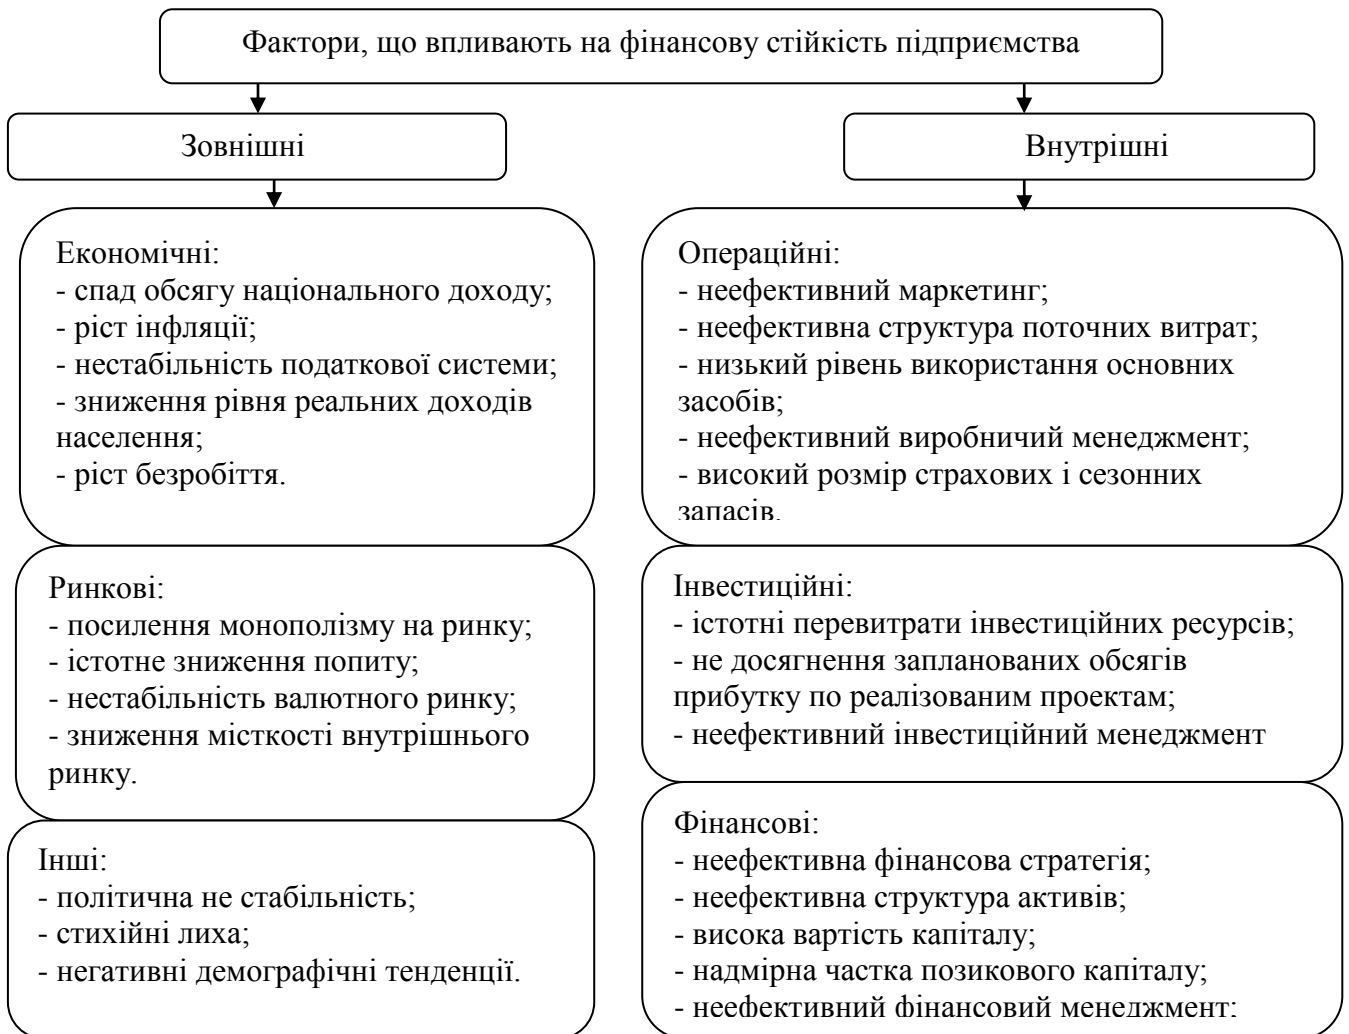 Фактори, що впливають на фінансову стійкість підприємства
Зовнішні
Економічні:
- спад обсягу національного доходу;
- ріст інфляції;
- нестабільність податкової системи;
- зниження рівня реальних доходів
населення;
- ріст безробіття.
Ринкові:
- посилення монополізму на ринку;
- істотне зниження попиту;
- нестабільність валютного ринку;
- зниження місткості внутрішнього
ринку.
Інші:
- політична не стабільність;
- стихійні лиха;
- негативні демографічні тенденції.
Внутрішні
Операційні:
- неефективний маркетинг;
- неефективна структура поточних витрат;
- низький рівень використання основних
засобів;
- неефективний виробничий менеджмент;
- високий розмір страхових і сезонних
запасів.
Інвестиційні:
- істотні перевитрати інвестиційних ресурсів;
- не досягнення запланованих обсягів
прибутку по реалізованим проектам;
- неефективний інвестиційний менеджмент
Фінансові:
- неефективна фінансова стратегія;
- неефективна структура активів;
- висока вартість капіталу;
- надмірна частка позикового капіталу;
- неефективний фінансовий менеджмент;